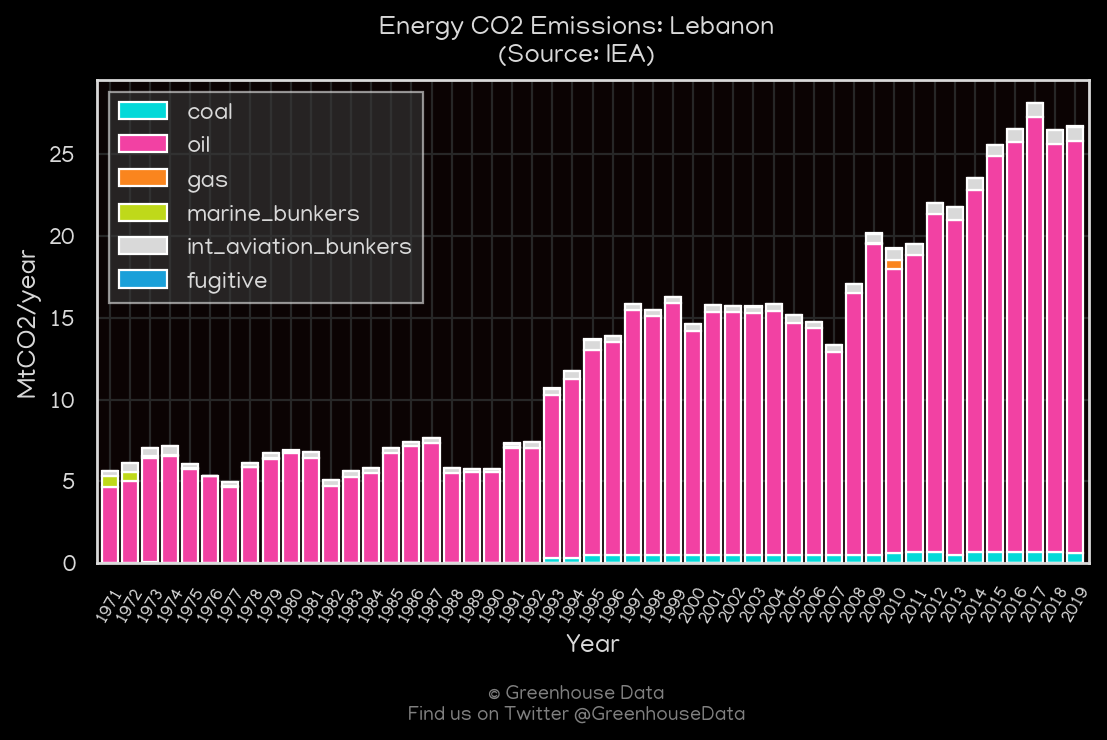 Energy CO2 Emissions: Lebanon
(Source: IEA)
coal
oil
gas
marine_bunkers
int_aviation_bunkers
fugitive
MtCO2/year
25
20
15
10
5
0
1971 1972 1973 1974 1975 1976 1977 1978 1979 1980 1981 1982 1983 1984 1985 1986 1987 1988 1989 1990 1991 1992 1993 1994 1995 1996 1997 1998 1999 2000 2001 2002 2003 2004 2005 2006 2007 2008 2009 2010 2011 2012 2013 2014 2015 2016 2017 2018 2019
Year
© Greenhouse Data
Find us on Twitter @GreenhouseData